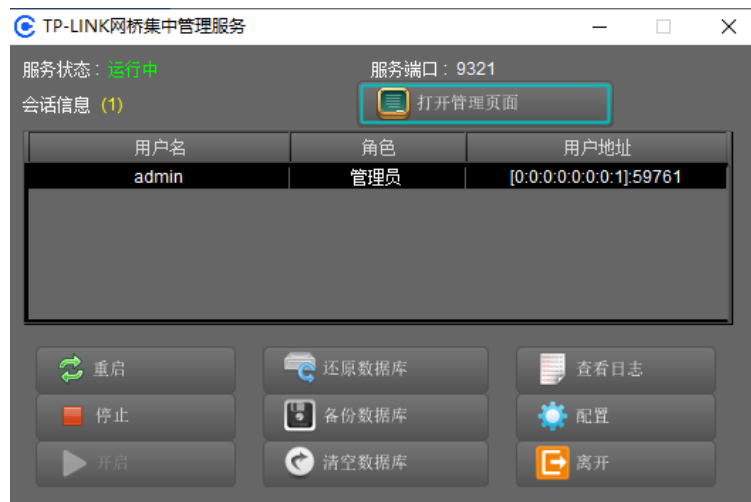 TP-LINK网桥集中管理服务
服务状态：运行中 服务端口：9321
会话信息 (1) 打开管理页面
用户名 角色 用户地址
admin 管理员 [0:0:0:0:0:0:0:1]:59761
重启 还原数据库 查看日志
停止 备份数据库 配置
开启 清空数据库 离开